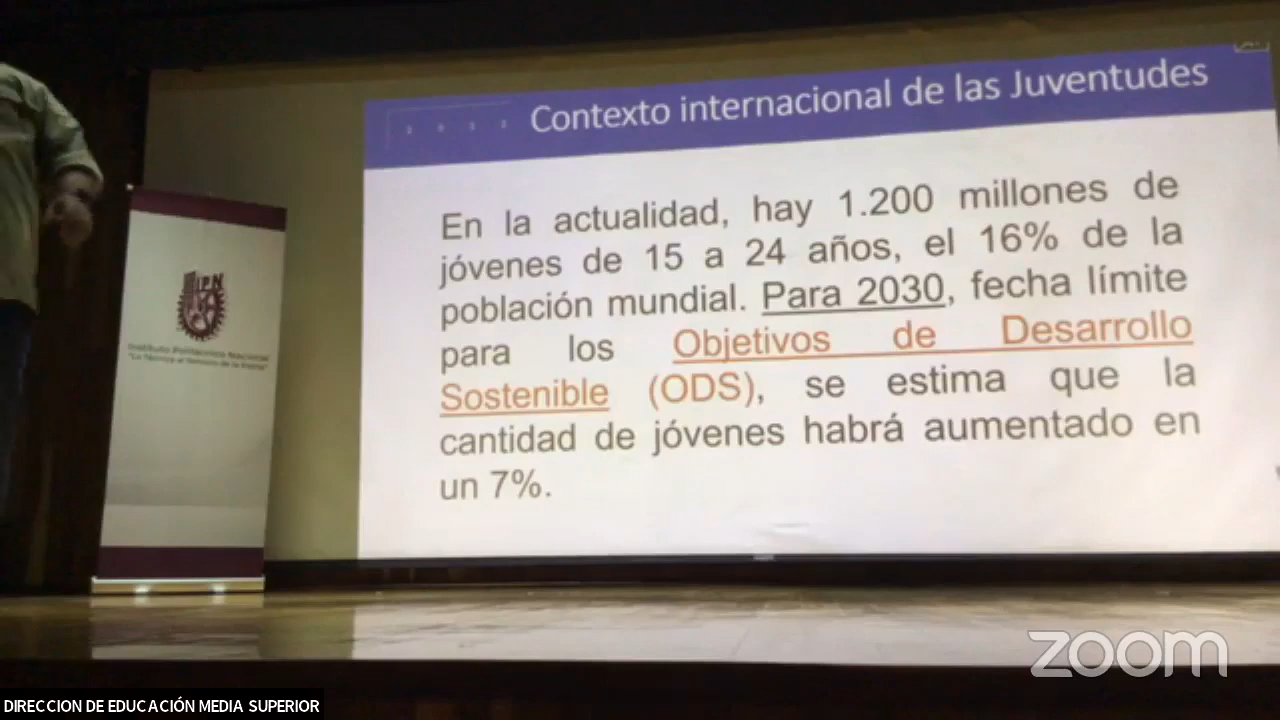 Contexto internacional de las Juventudes
En la actualidad, hay 1.200 millones de
jóvenes de 15 a 24 años, el 16% de la
población mundial. Para 2030, fecha límite
para los Objetivos de Desarrollo
Sostenible (ODS), se estima que la
cantidad de jóvenes habrá aumentado en
un 7%.
IPN
Instituto Politécnico Nacional
"La Técnica al Servicio de la Patria"
zoom
DIRECCION DE EDUCACIÓN MEDIA SUPERIOR